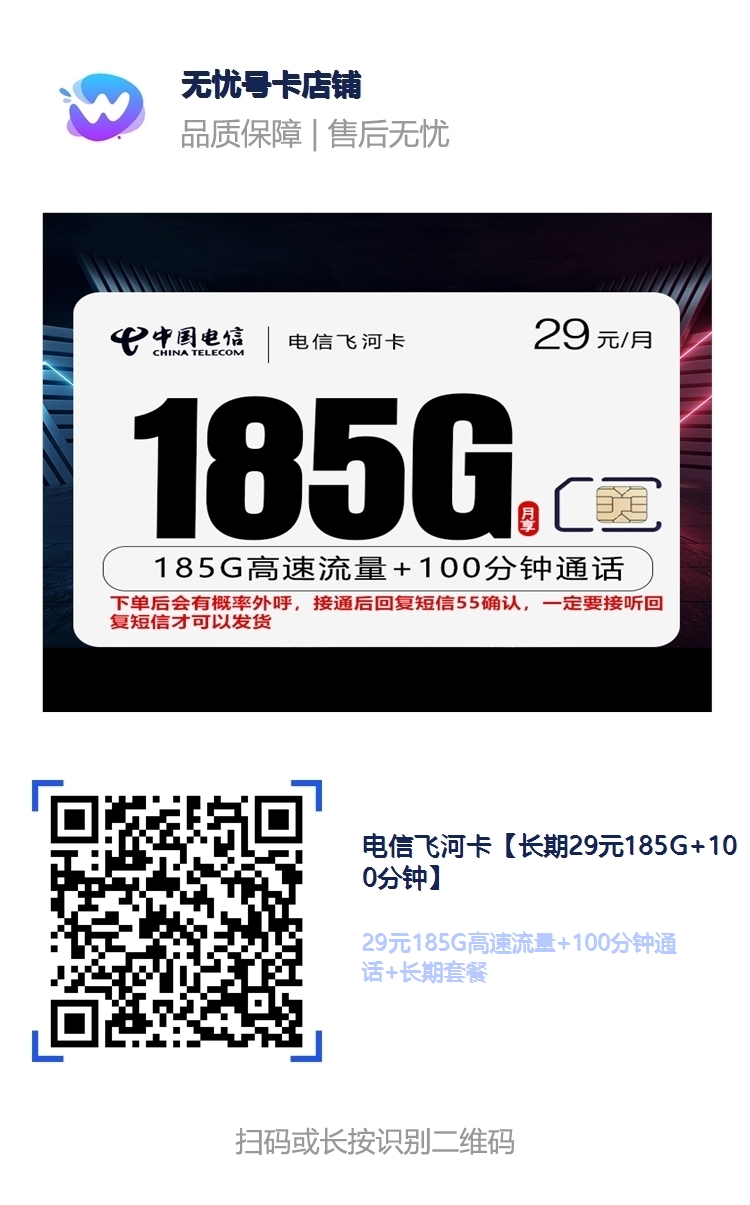 无忧号卡店铺
品质保障 | 售后无忧
中国电信
CHINA TELECOM
电信飞河卡
29 元/月
185G
月享
185G高速流量+100分钟通话
下单后会有概率外呼，接通后回复短信55确认，一定要接听回
复短信才可以发货
电信飞河卡【长期29元185G+10
0分钟】
29元185G高速流量+100分钟通
话+长期套餐
扫码或长按识别二维码